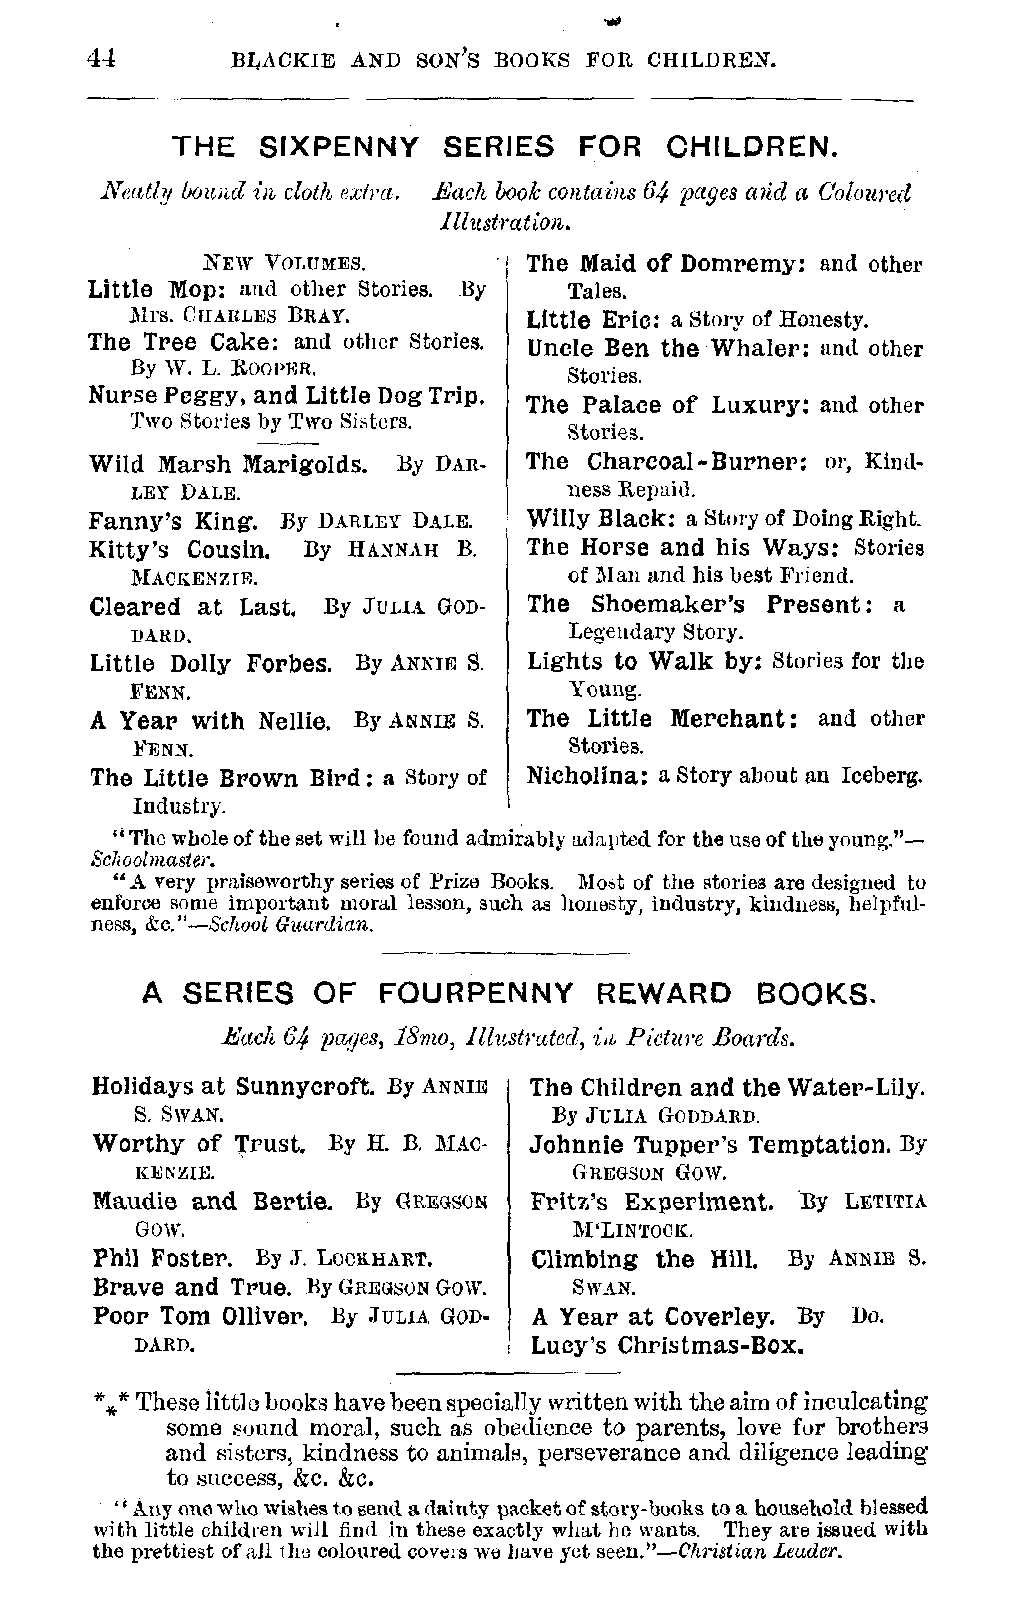 44 BLACKIE AND SON'S BOOKS FOR CHILDREN.
THE SIXPENNY SERIES FOR CHILDREN.
Neatly bound in cloth extra. Each book contains 64 pages and a Coloured
Illustration.
NEW VOLUMES.
Little Mop: and other Stories. By
Mrs. CHARLES BRAY.
The Tree Cake: and other Stories.
By W. L. ROOPER.
Nurse Peggy, and Little Dog Trip.
Two Stories by Two Sisters.
Wild Marsh Marigolds. By DAR-
LEY DALE.
Fanny's King. By DARLEY DALE.
Kitty's Cousin. By HANNAH B.
MACKENZIE.
Cleared at Last. By JULIA GOD-
DARD.
Little Dolly Forbes. By ANNIE S.
FENN.
A Year with Nellie. By ANNIE S.
FENN.
The Little Brown Bird: a Story of
Industry.
The Maid of Domremy: and other
Tales.
Little Eric: a Story of Honesty.
Uncle Ben the Whaler: and other
Stories.
The Palace of Luxury: and other
Stories.
The Charcoal-Burner: or, Kind-
ness Repaid.
Willy Black: a Story of Doing Right.
The Horse and his Ways: Stories
of Man and his best Friend.
The Shoemaker's Present: a
Legendary Story.
Lights to Walk by: Stories for the
Young.
The Little Merchant: and other
Stories.
Nicholina: a Story about an Iceberg.
"The whole of the set will be found admirably adapted for the use of the young."—
Schoolmaster.
"A very praiseworthy series of Prize Books. Most of the stories are designed to
enforce some important moral lesson, such as honesty, industry, kindness, helpful-
ness, &c."—School Guardian.
A SERIES OF FOURPENNY REWARD BOOKS.
Each 64 pages, 18mo, Illustrated, in Picture Boards.
Holidays at Sunnycroft. By ANNIE
S. SWAN.
Worthy of Trust. By H. B. MAC-
KENZIE.
Maudie and Bertie. By GREGSON
GOW.
Phil Foster. By J. LOCKHART.
Brave and True. By GREGSON GOW.
Poor Tom Olliver. By JULIA GOD-
DARD.
The Children and the Water-Lily.
By JULIA GODDARD.
Johnnie Tupper's Temptation. By
GREGSON GOW.
Fritz's Experiment. By LETITIA
M'LINTOCK.
Climbing the Hill. By ANNIE S.
SWAN.
A Year at Coverley. By Do.
Lucy's Christmas-Box.
*** These little books have been specially written with the aim of inculcating
some sound moral, such as obedience to parents, love for brothers
and sisters, kindness to animals, perseverance and diligence leading
to success, &c. &c.
"Any one who wishes to send a dainty packet of story-books to a household blessed
with little children will find in these exactly what he wants. They are issued with
the prettiest of all the coloured covers we have yet seen."—Christian Leader.